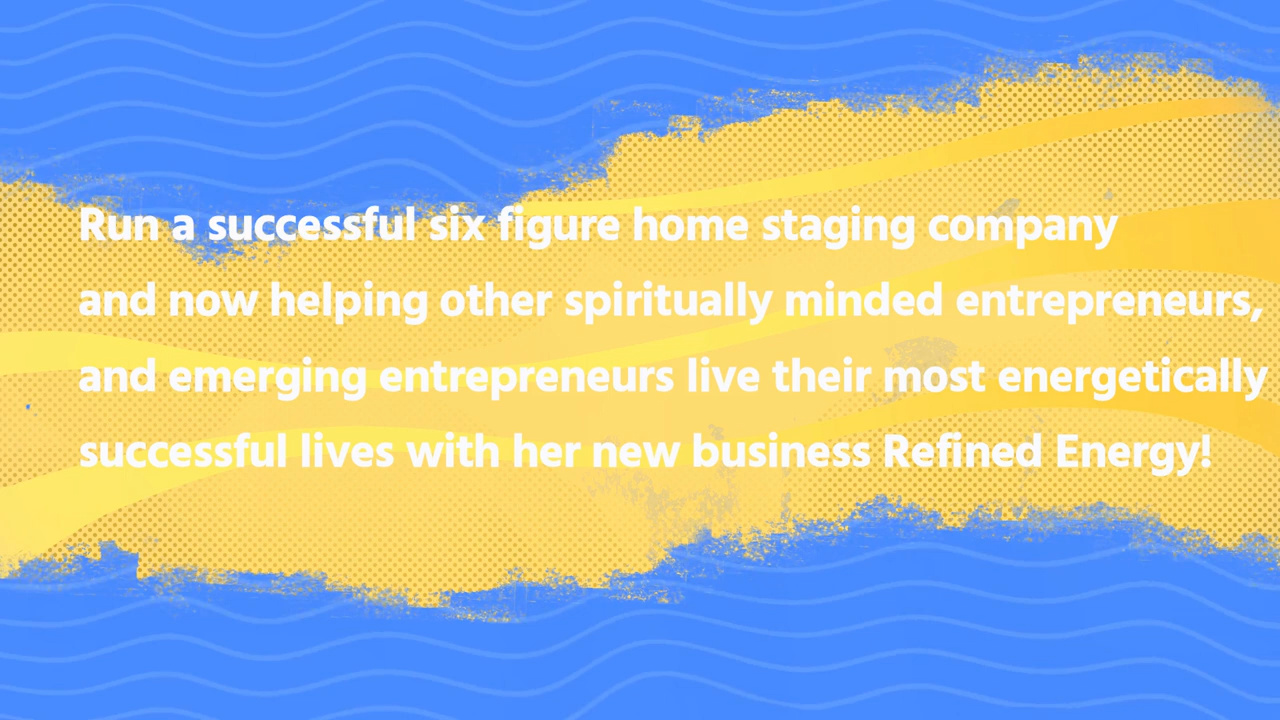 Run a successful six figure home staging company
and now helping other spiritually minded entrepreneurs,
and emerging entrepreneurs live their most energetically
successful lives with her new business Refined Energy!